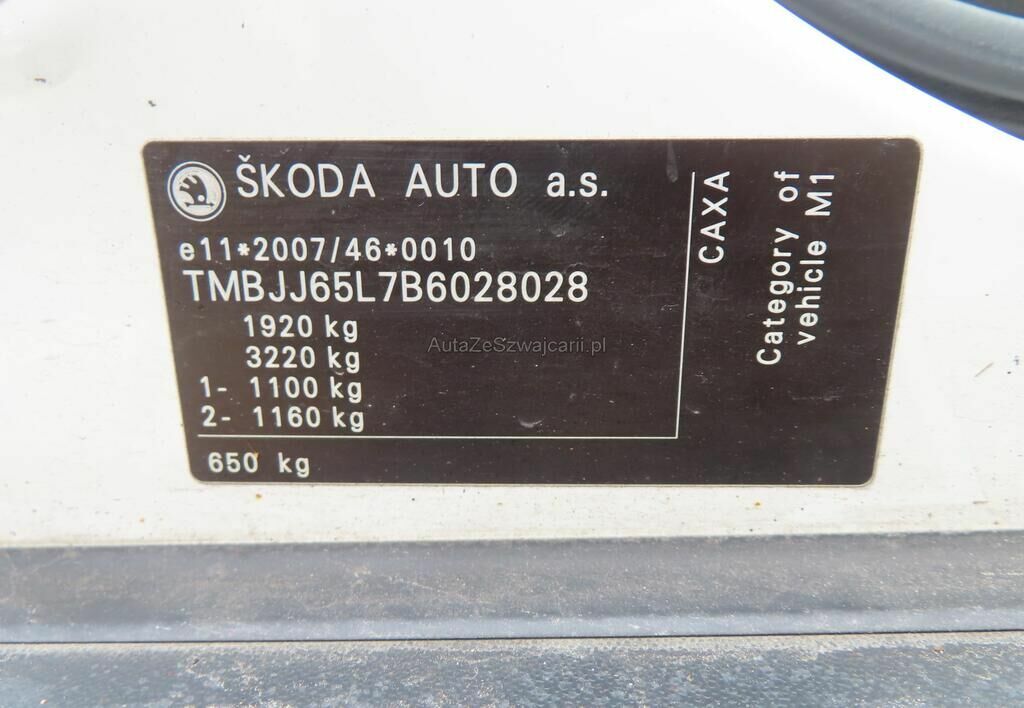 ŠKODA AUTO a.s.
e11*2007/46*0010
TMBJJ65L7B6028028
1920 kg
3220 kg
1- 1100 kg
2- 1160 kg
650 kg
CAXA
Category of
vehicle M1
AutaZeSzwajcarii.pl